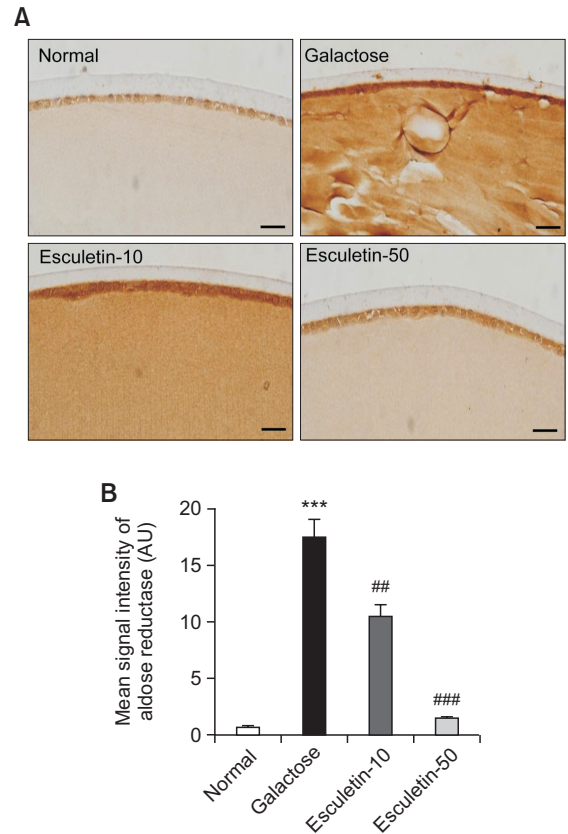 A
Normal
Galactose
Esculetin-10
Esculetin-50
B
Mean signal intensity of
aldose reductase (AU)
20
15
10
5
0
***
##
###
Normal
Galactose
Esculetin-10
Esculetin-50